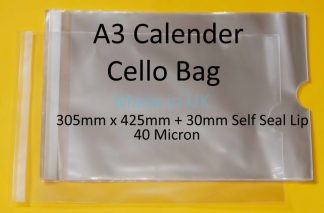 A3 Calender
Cello Bag
Made in UK
305mm x 425mm + 30mm Self Seal Lip
40 Micron